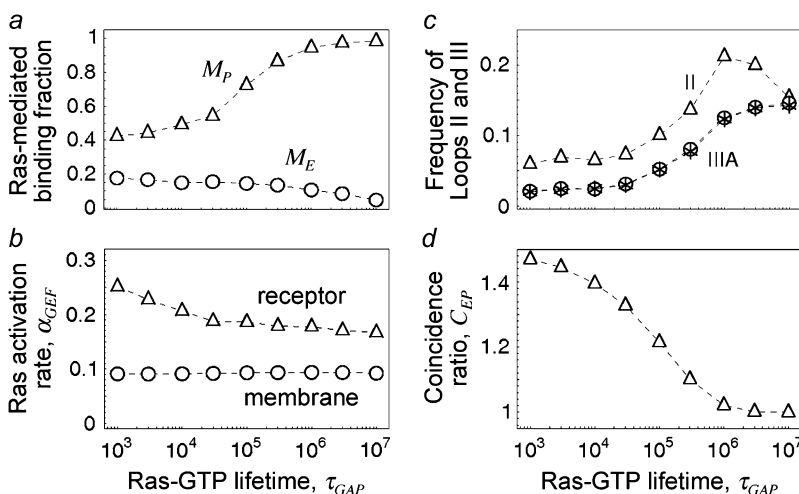 a
Ras-mediated
binding fraction
1
0.8
0.6
0.4
0.2
0
M_P
M_E
b
Ras activation
rate, α_GEF
0.3
0.2
0.1
0
receptor
membrane
10^3 10^4 10^5 10^6 10^7
Ras-GTP lifetime, τ_GAP
c
Frequency of
Loops II and III
0.2
0.1
0
II
IIIA
d
Coincidence
ratio, C_EP
1.4
1.2
1
10^3 10^4 10^5 10^6 10^7
Ras-GTP lifetime, τ_GAP